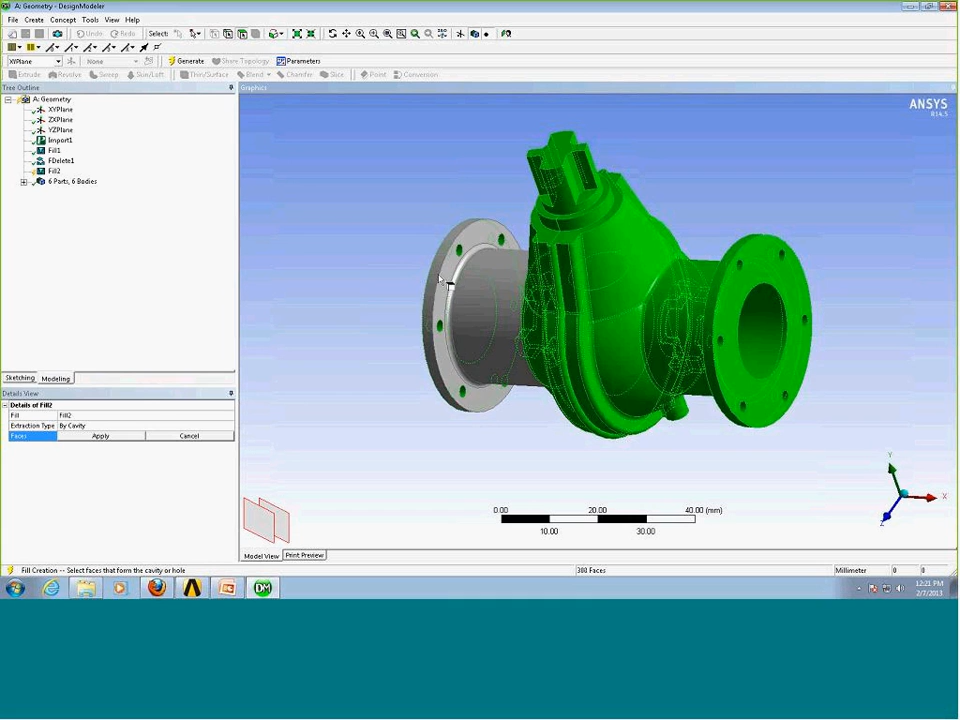 A: Geometry - DesignModeler
File Create Concept Tools View Help
Undo Redo Select:
XYPlane None Generate Share Topology Parameters
Extrude Revolve Sweep Skin/Loft Thin/Surface Blend Chamfer Slice Point Conversion
Tree Outline
Graphics
A: Geometry
XYPlane
ZXPlane
YZPlane
Import1
Fill1
FDelete1
Fill2
6 Parts, 6 Bodies
ANSYS
R14.5
Sketching Modeling
Details View
Details of Fill2
Fill Fill2
Extraction Type By Cavity
Faces Apply Cancel
Y
X
Z
0.00 20.00 40.00 (mm)
10.00 30.00
Model View Print Preview
Fill Creation -- Select faces that form the cavity or hole 380 Faces Millimeter 0 0
DM
12:21 PM
2/7/2013